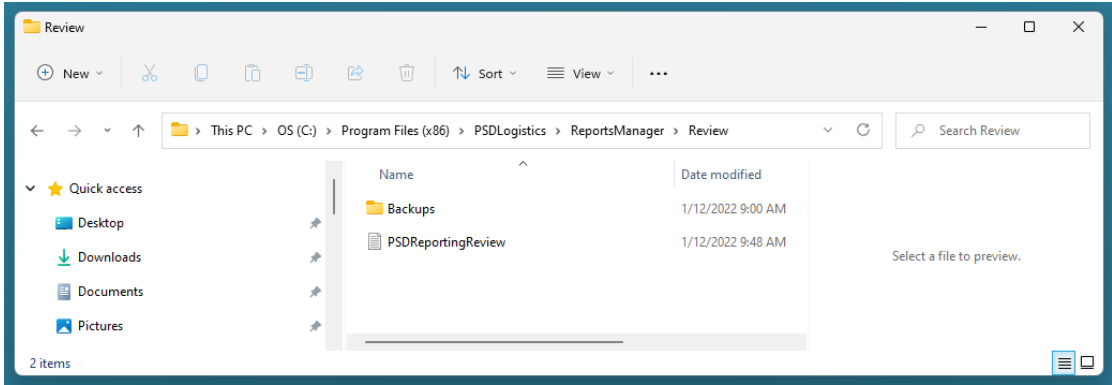 Review
New
Sort
View
This PC > OS (C:) > Program Files (x86) > PSDLogistics > ReportsManager > Review
Search Review
Quick access
Desktop
Downloads
Documents
Pictures
Name Date modified
Backups 1/12/2022 9:00 AM
PSDReportingReview 1/12/2022 9:48 AM
Select a file to preview.
2 items